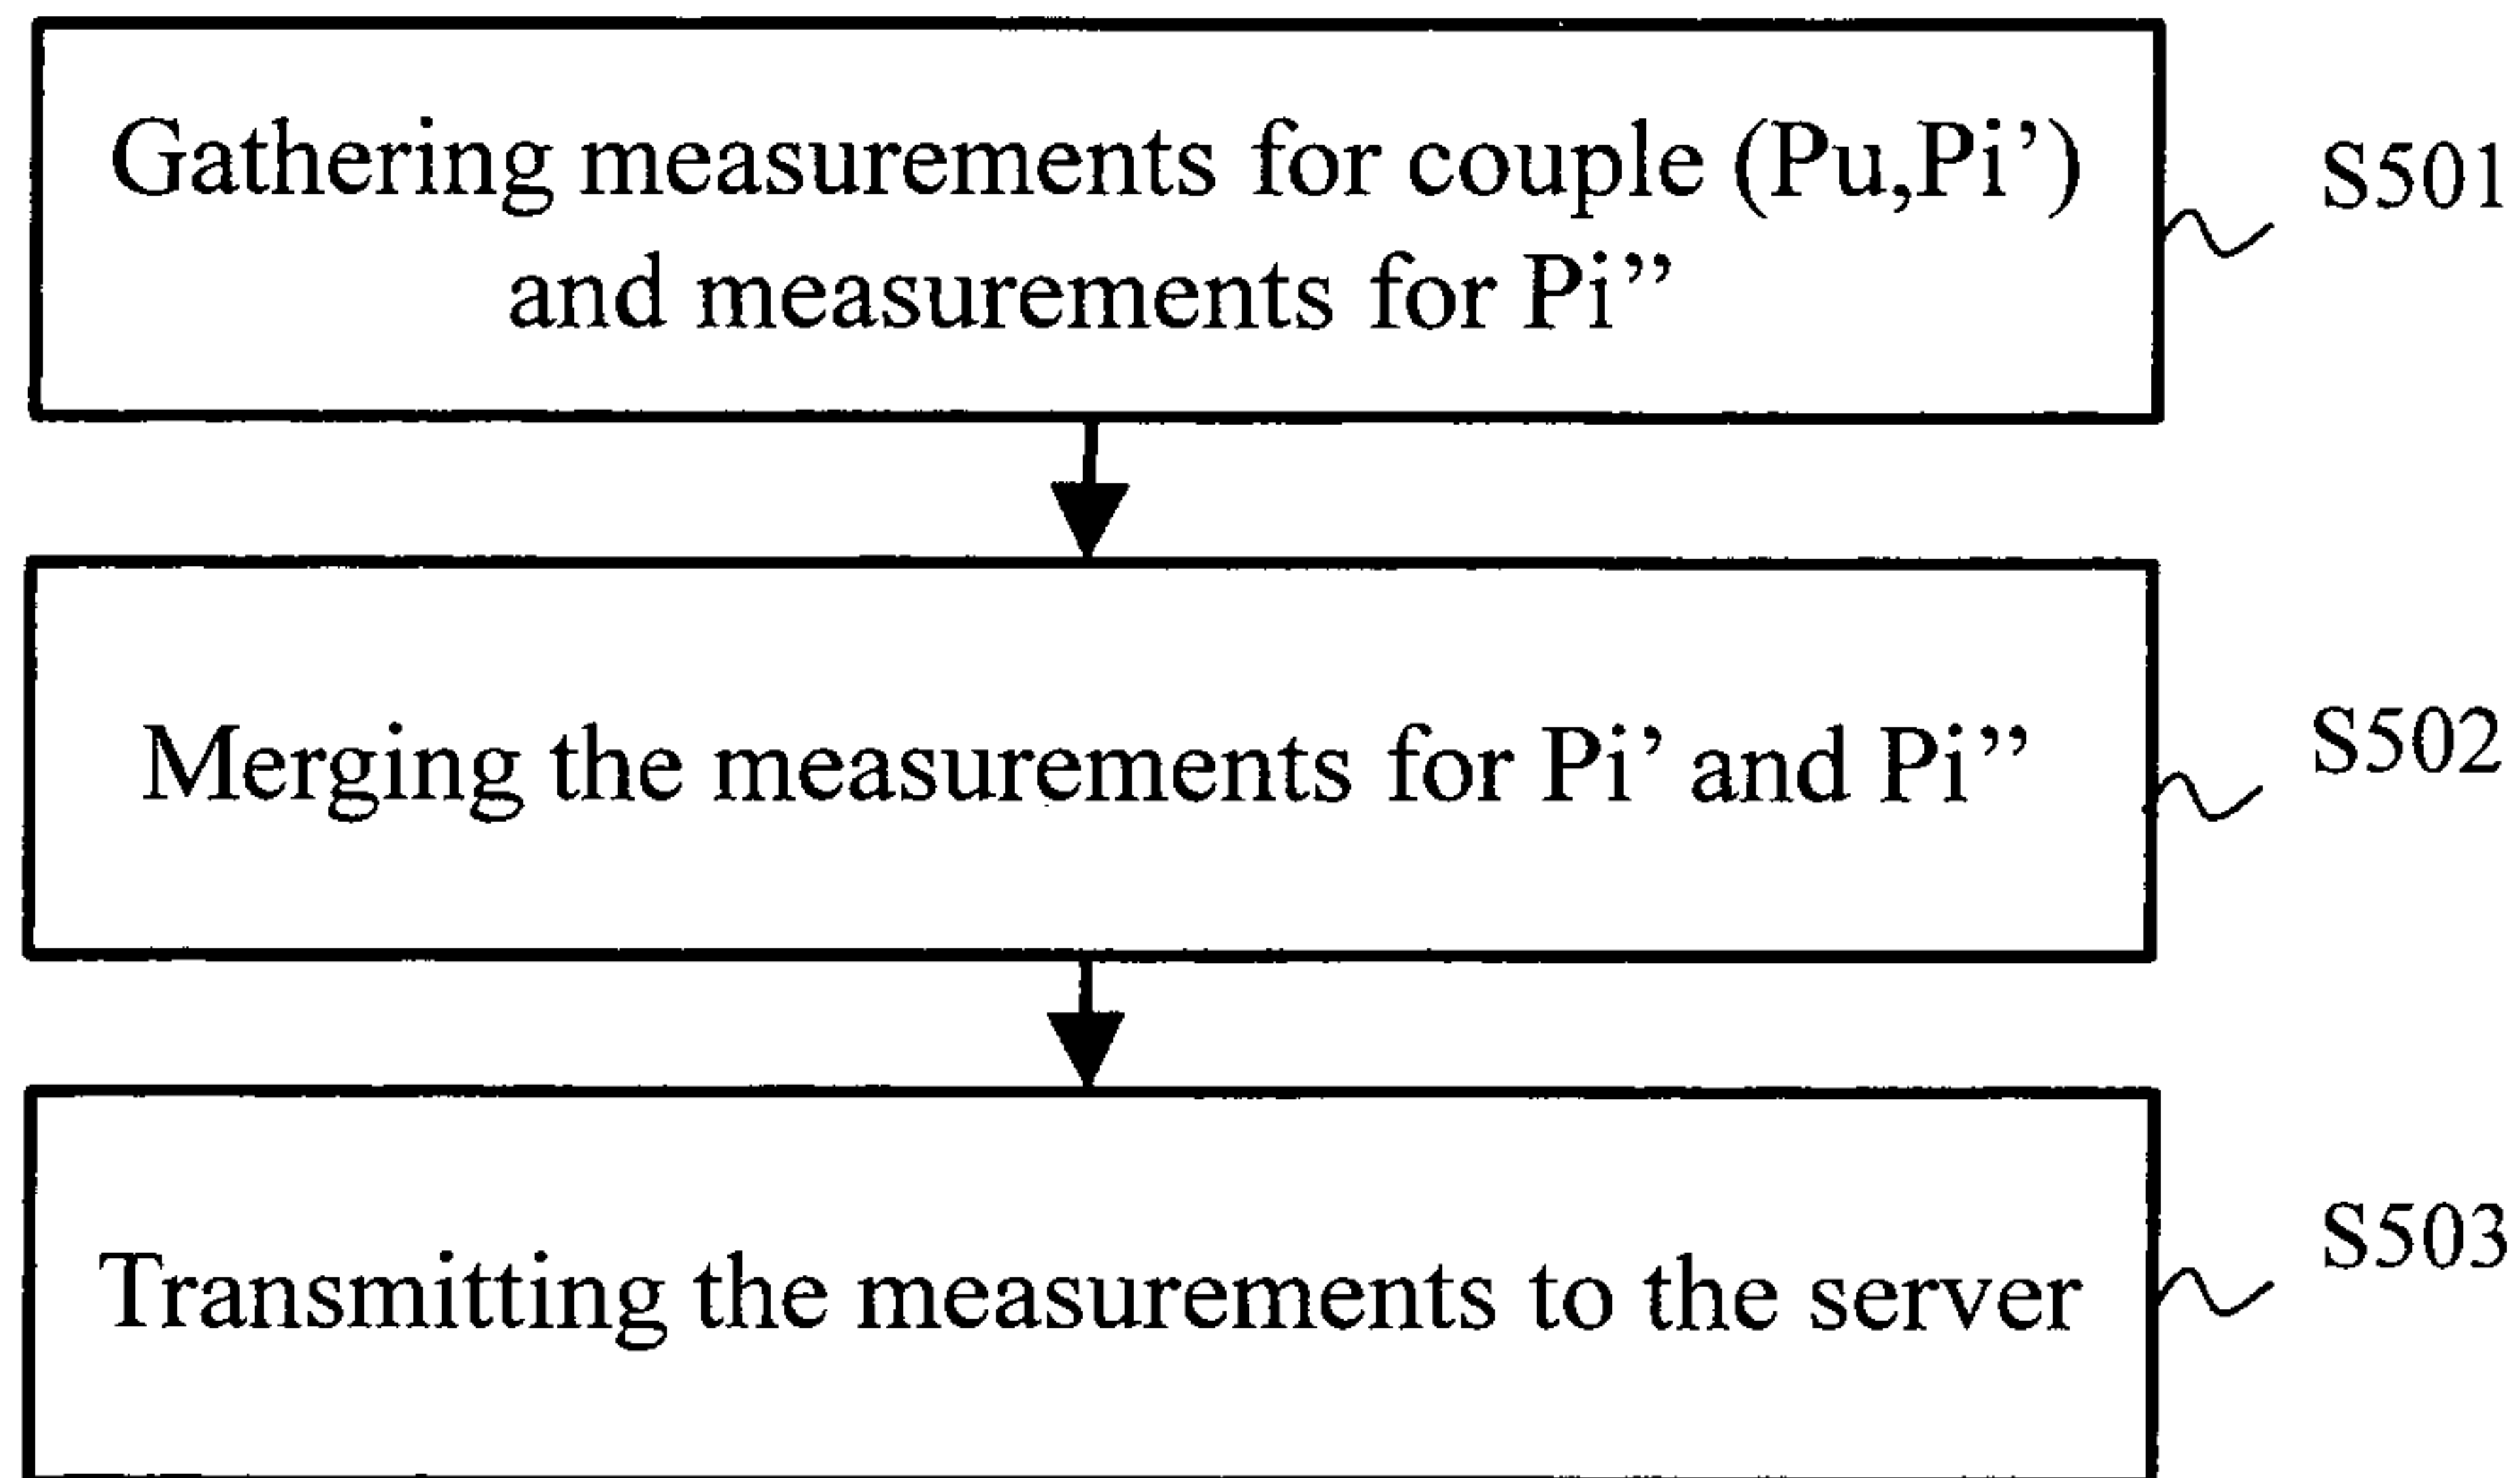 Gathering measurements for couple (Pu,Pi’)
and measurements for Pi”
S501
Merging the measurements for Pi’ and Pi”
S502
Transmitting the measurements to the server
S503